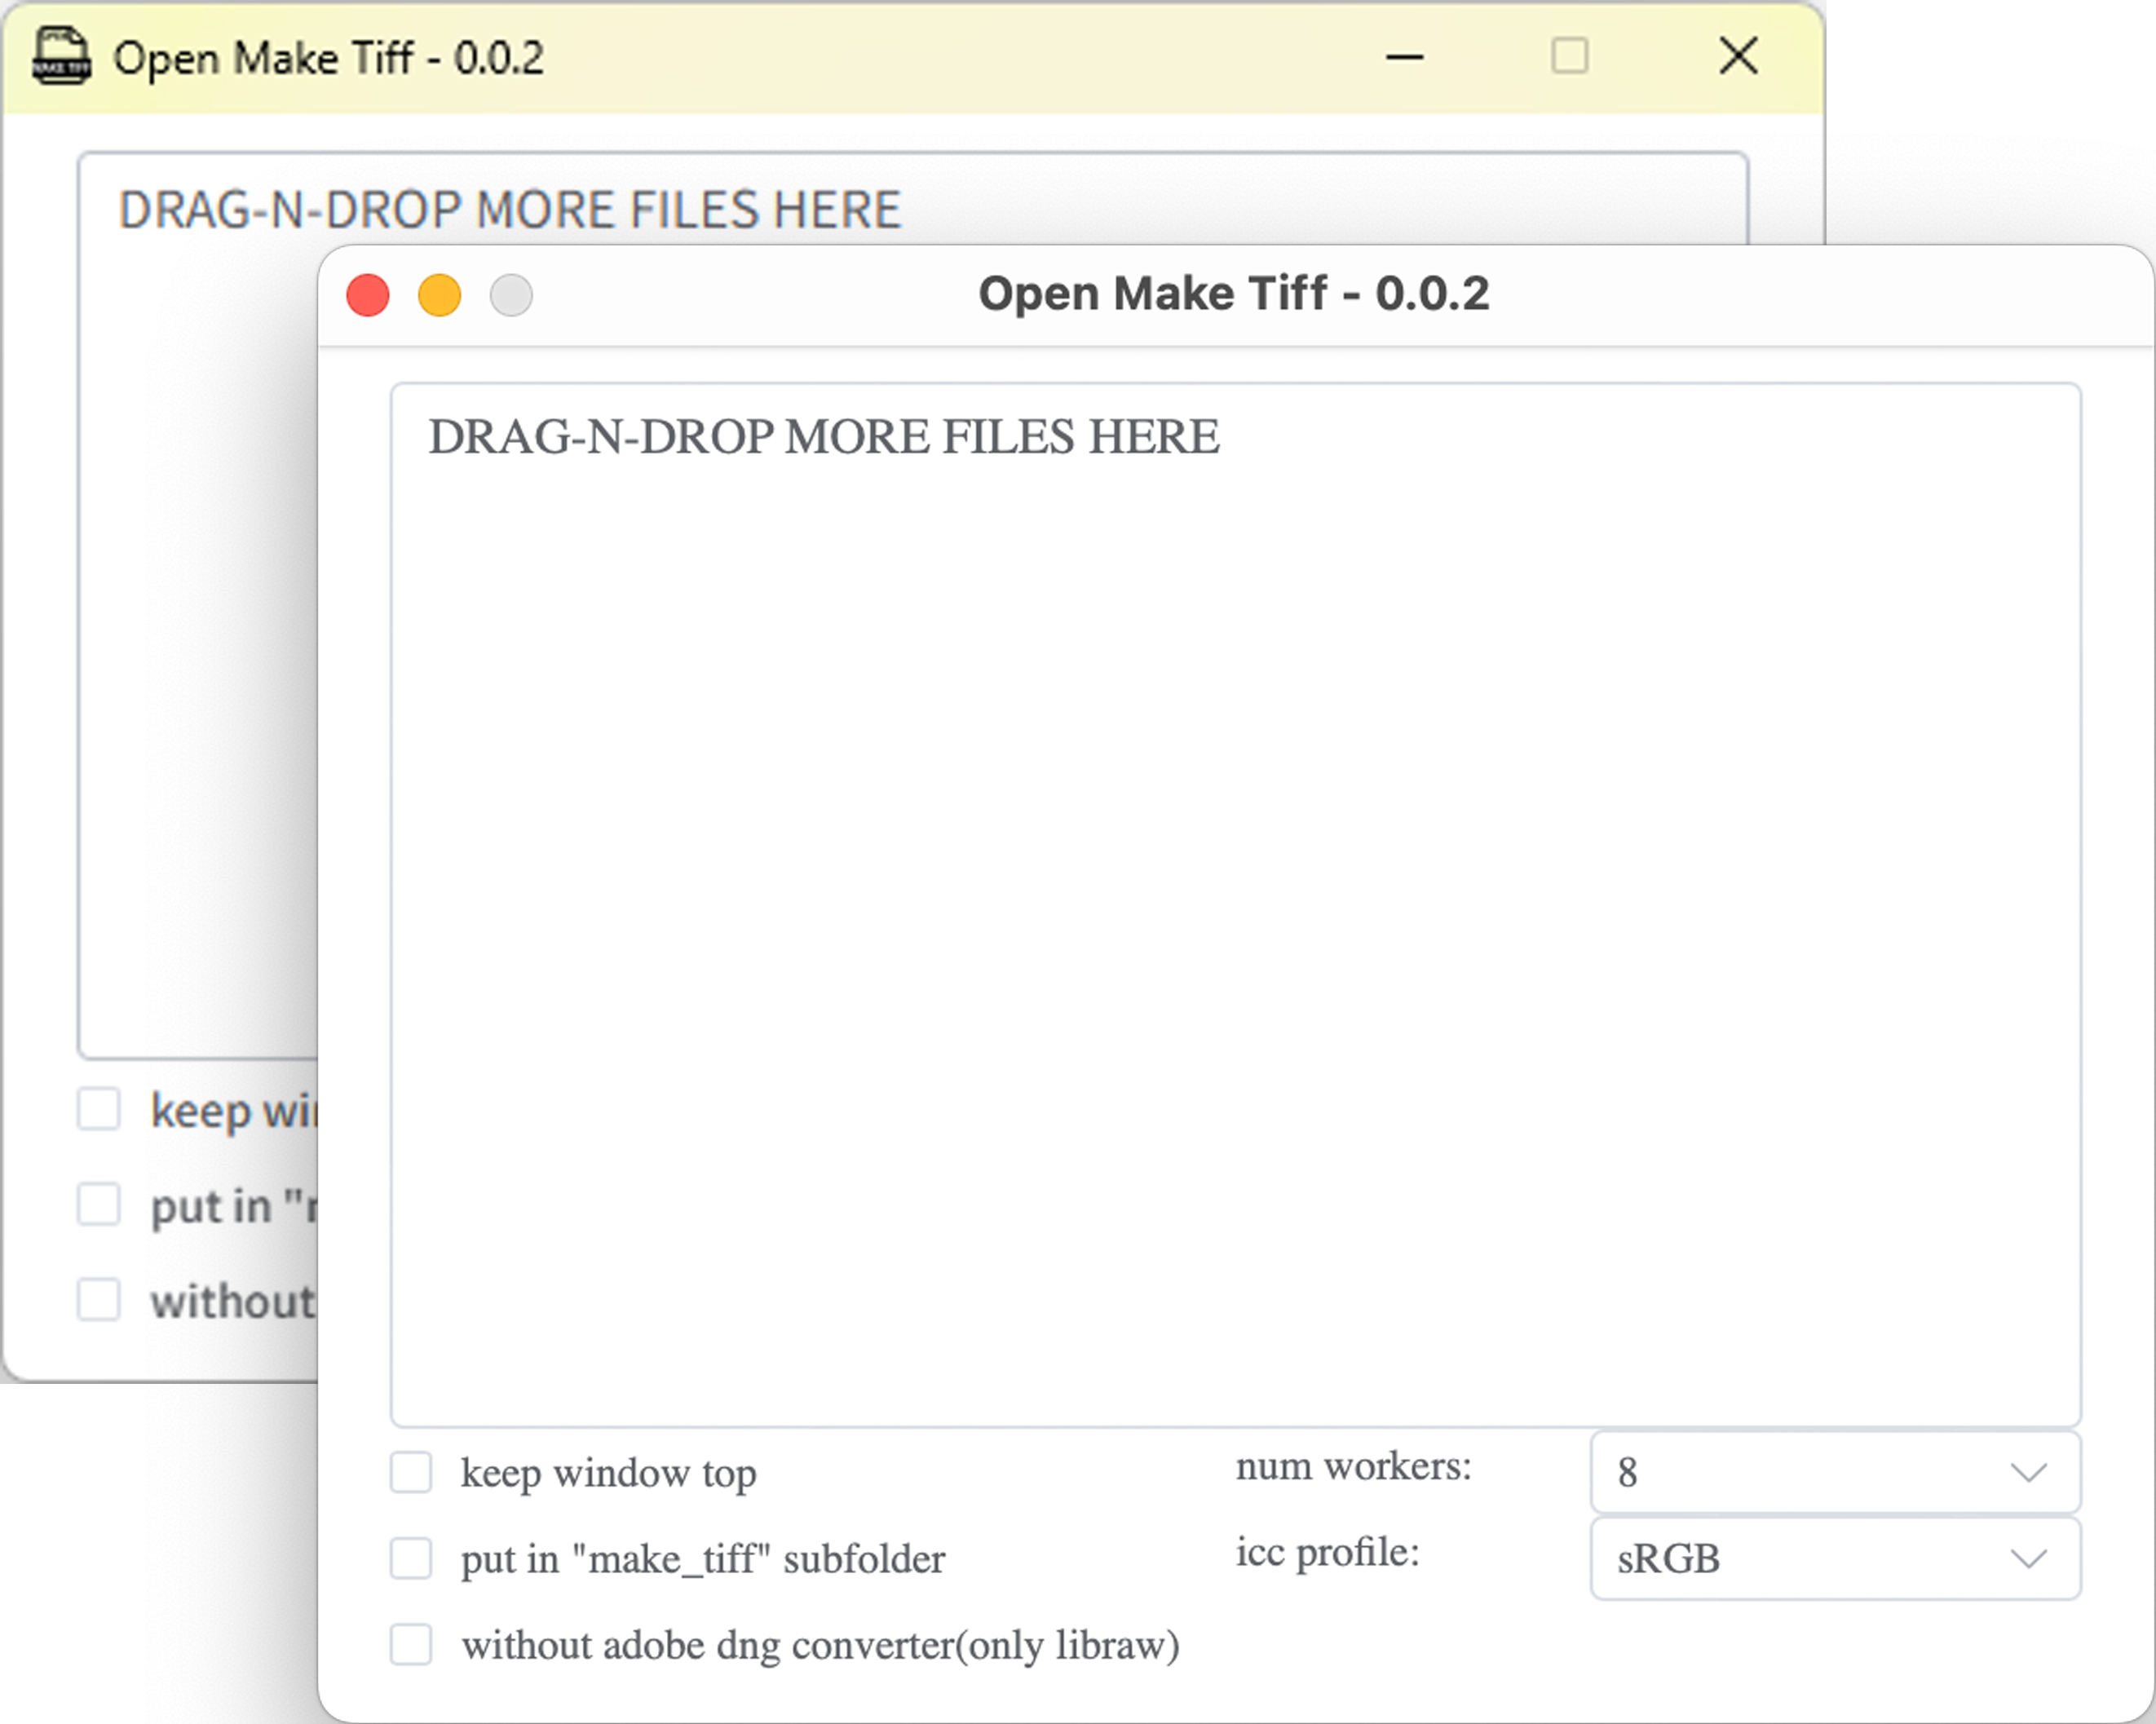 Open Make Tiff - 0.0.2
DRAG-N-DROP MORE FILES HERE
keep
put in
without
Open Make Tiff - 0.0.2
DRAG-N-DROP MORE FILES HERE
keep window top
num workers:
8
put in "make_tiff" subfolder
icc profile:
sRGB
without adobe dng converter(only libraw)